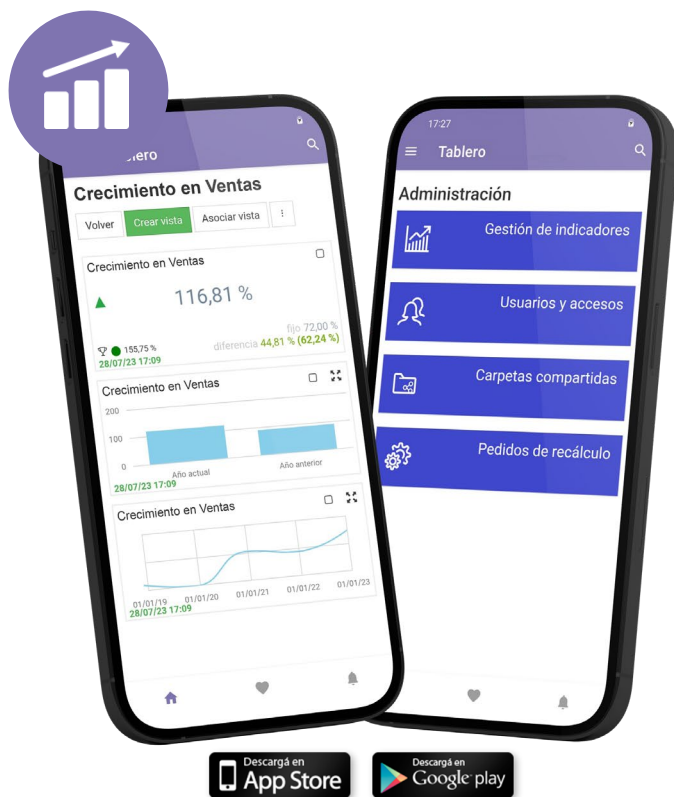 lero
Crecimiento en Ventas
Volver
Crear vista
Asociar vista
Crecimiento en Ventas
116,81 %
fijo 72,00 %
155,75 %
diferencia 44,81 % (62,24 %)
28/07/23 17:09
Crecimiento en Ventas
200
100
0
Año actual
Año anterior
28/07/23 17:09
Crecimiento en Ventas
01/01/19
01/01/20
01/01/21
01/01/22
01/01/23
28/07/23 17:09
17:27
Tablero
Administración
Gestión de indicadores
Usuarios y accesos
Carpetas compartidas
Pedidos de recálculo
Descargá en
App Store
Descargá en
Google play